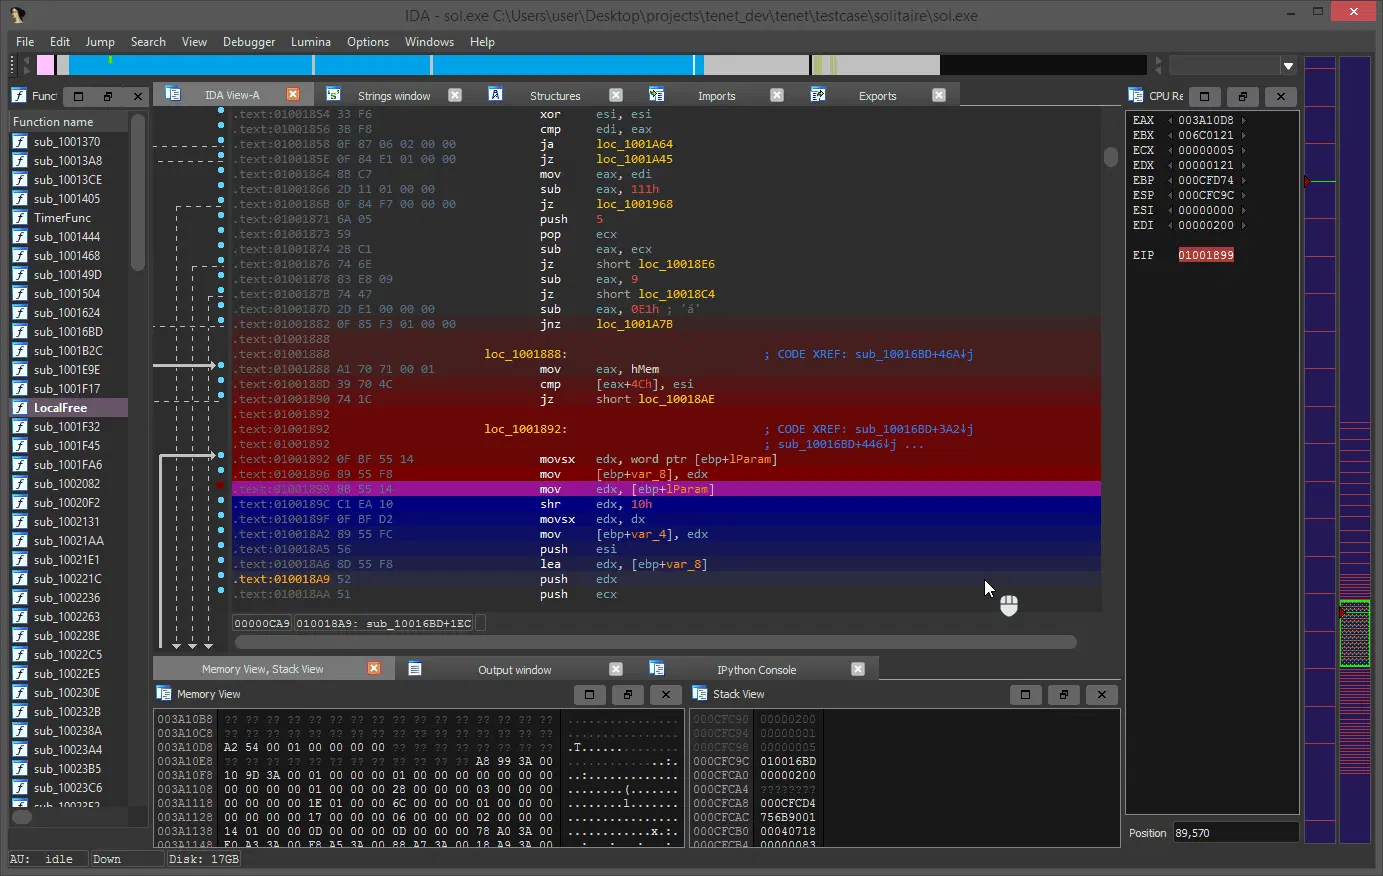 IDA - sol.exe C:\Users\user\Desktop\projects\tenet_dev\tenet\testcase\solitaire\sol.exe
File Edit Jump Search View Debugger Lumina Options Windows Help
Func
IDA View-A
Strings window
Structures
Imports
Exports
CPU Re
Function name
sub_1001370
sub_10013A8
sub_10013CE
sub_1001405
TimerFunc
sub_1001444
sub_1001468
sub_100149D
sub_1001504
sub_1001624
sub_10016BD
sub_1001B2C
sub_1001E9E
sub_1001F17
LocalFree
sub_1001F32
sub_1001F45
sub_1001FA6
sub_1002082
sub_10020F2
sub_1002131
sub_10021AA
sub_10021E1
sub_100221C
sub_1002236
sub_1002263
sub_100228E
sub_10022C5
sub_10022E5
sub_100230E
sub_100232B
sub_100238A
sub_10023A4
sub_10023B5
sub_10023C6
.text:01001854 33 F6 xor esi, esi
.text:01001856 3B F8 cmp edi, eax
.text:01001858 0F 87 06 02 00 00 ja loc_1001A64
.text:0100185E 0F 84 E1 01 00 00 jz loc_1001A45
.text:01001864 8B C7 mov eax, edi
.text:01001866 2D 11 01 00 00 sub eax, 111h
.text:0100186B 0F 84 F7 00 00 00 jz loc_1001968
.text:01001871 6A 05 push 5
.text:01001873 59 pop ecx
.text:01001874 2B C1 sub eax, ecx
.text:01001876 74 6E jz short loc_10018E6
.text:01001878 83 E8 09 sub eax, 9
.text:0100187B 74 47 jz short loc_10018C4
.text:0100187D 2D E1 00 00 00 sub eax, 0E1h ; 'á'
.text:01001882 0F 85 F3 01 00 00 jnz loc_1001A7B
.text:01001888
.text:01001888 loc_1001888: ; CODE XREF: sub_10016BD+46A↓j
.text:01001888 A1 70 71 00 01 mov eax, hMem
.text:0100188D 39 70 4C cmp [eax+4Ch], esi
.text:01001890 74 1C jz short loc_10018AE
.text:01001892
.text:01001892 loc_1001892: ; CODE XREF: sub_10016BD+3A2↓j
.text:01001892 ; sub_10016BD+446↓j ...
.text:01001892 0F BF 55 14 movsx edx, word ptr [ebp+lParam]
.text:01001896 89 55 F8 mov [ebp+var_8], edx
.text:01001899 8B 55 14 mov edx, [ebp+lParam]
.text:0100189C C1 EA 10 shr edx, 10h
.text:0100189F 0F BF D2 movsx edx, dx
.text:010018A2 89 55 FC mov [ebp+var_4], edx
.text:010018A5 56 push esi
.text:010018A6 8D 55 F8 lea edx, [ebp+var_8]
.text:010018A9 52 push edx
.text:010018AA 51 push ecx
00000CA9 010018A9: sub_10016BD+1EC
EAX 003A10D8
EBX 006C0121
ECX 00000005
EDX 00000121
EBP 000CFD74
ESP 000CFC9C
ESI 00000000
EDI 00000200
EIP 01001899
Position 89,570
Memory View, Stack View
Output window
IPython Console
Memory View
003A10B8 ?? ?? ?? ?? ?? ?? ?? ?? ?? ?? ?? ?? ?? ?? ?? ?? ................
003A10C8 ?? ?? ?? ?? ?? ?? ?? ?? ?? ?? ?? ?? ?? ?? ?? ?? ................
003A10D8 A2 54 00 01 00 00 00 00 ?? ?? ?? ?? ?? ?? ?? ?? .T..............
003A10E8 ?? ?? ?? ?? ?? ?? ?? ?? ?? ?? ?? ?? A8 99 3A 00 ..............:.
003A10F8 10 9D 3A 00 01 00 00 00 01 00 00 00 00 00 00 00 ..:.............
003A1108 00 00 00 00 01 00 00 00 28 00 00 00 03 00 00 00 ........(.......
003A1118 00 00 00 00 1E 01 00 00 6C 00 00 00 01 00 00 00 ........l.......
003A1128 00 00 00 00 17 00 00 00 06 00 00 00 02 00 00 00 ................
003A1138 14 01 00 00 0D 00 00 00 0D 00 00 00 78 A0 3A 00 ............x.:.
003A1148 E0 A3 3A 00 F8 A5 3A 00 88 A7 3A 00 18 A9 3A 00
Stack View
000CFC90 00000200
000CFC94 00000001
000CFC98 00000005
000CFC9C 010016BD
000CFCA0 00000200
000CFCA4 ????????
000CFCA8 000CFCD4
000CFCAC 756B9001
000CFCB0 00040718
000CFCB4 00000083
AU: idle Down Disk: 17GB